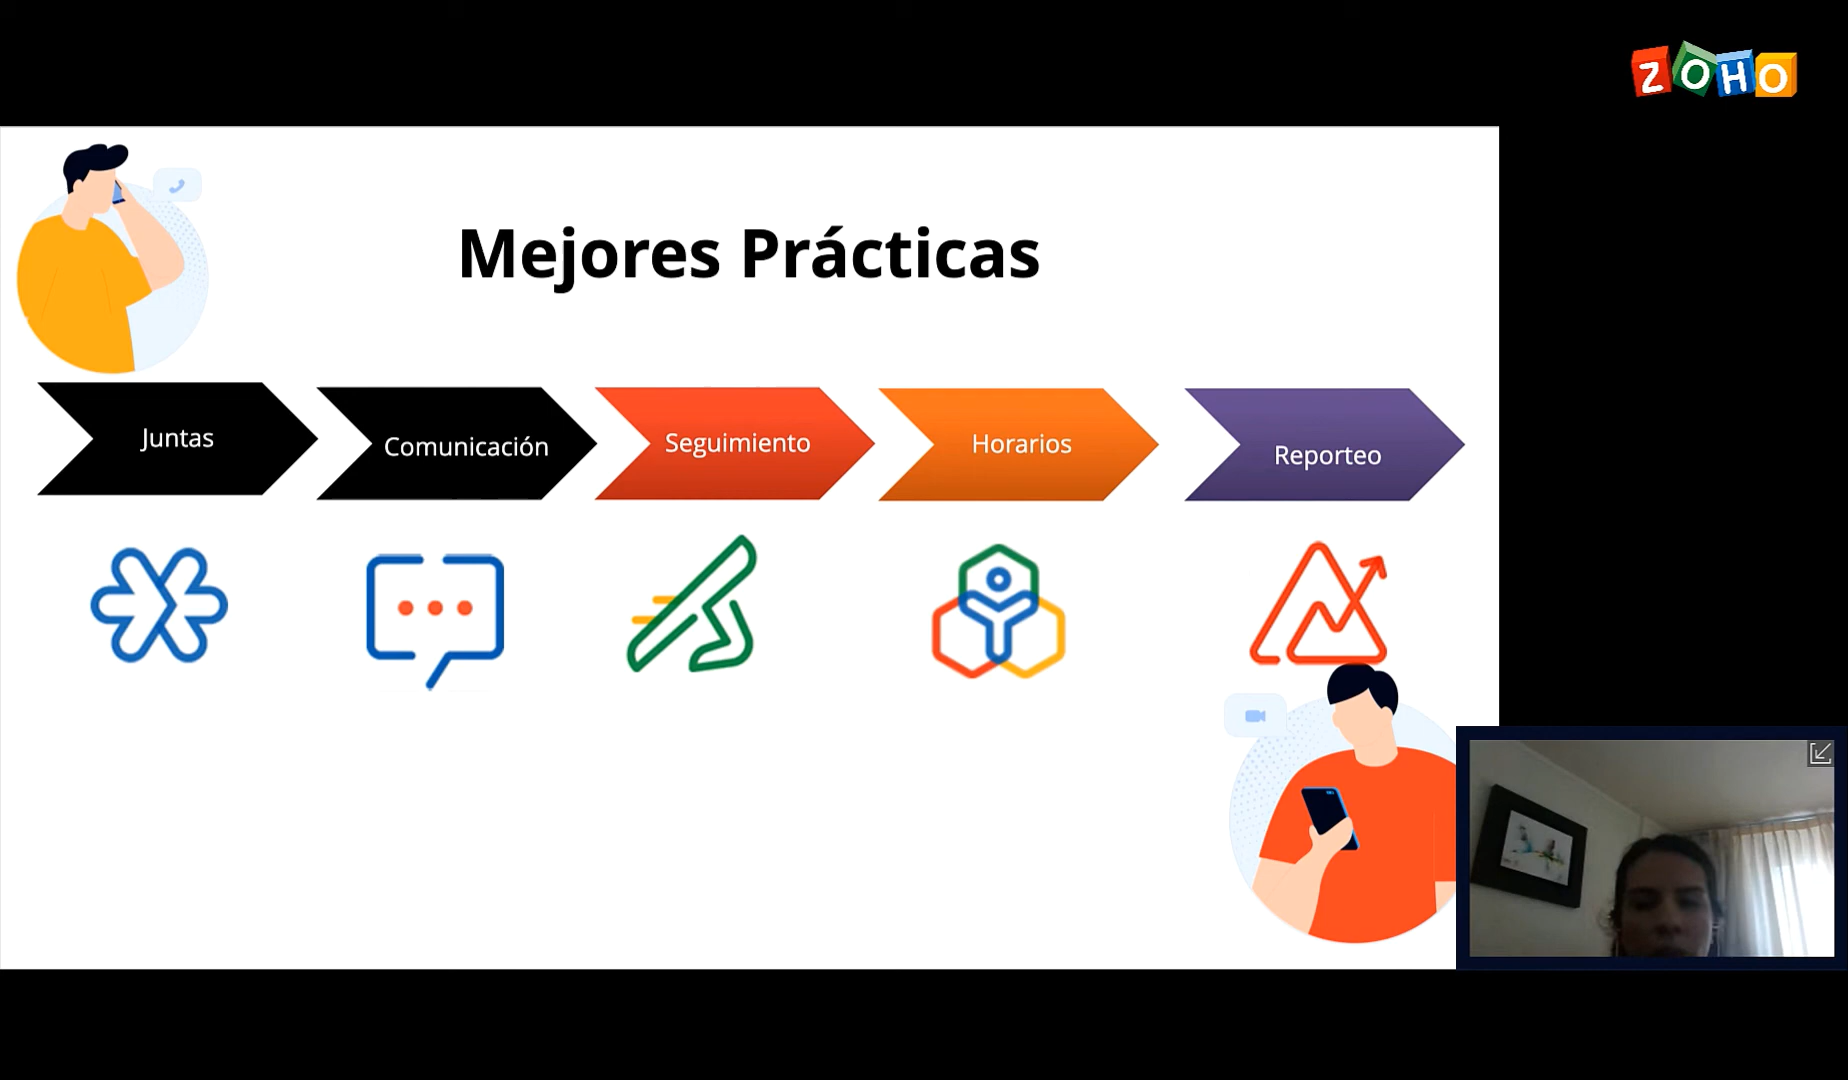 ZOHO
Mejores Prácticas
Juntas
Comunicación
Seguimiento
Horarios
Reporteo